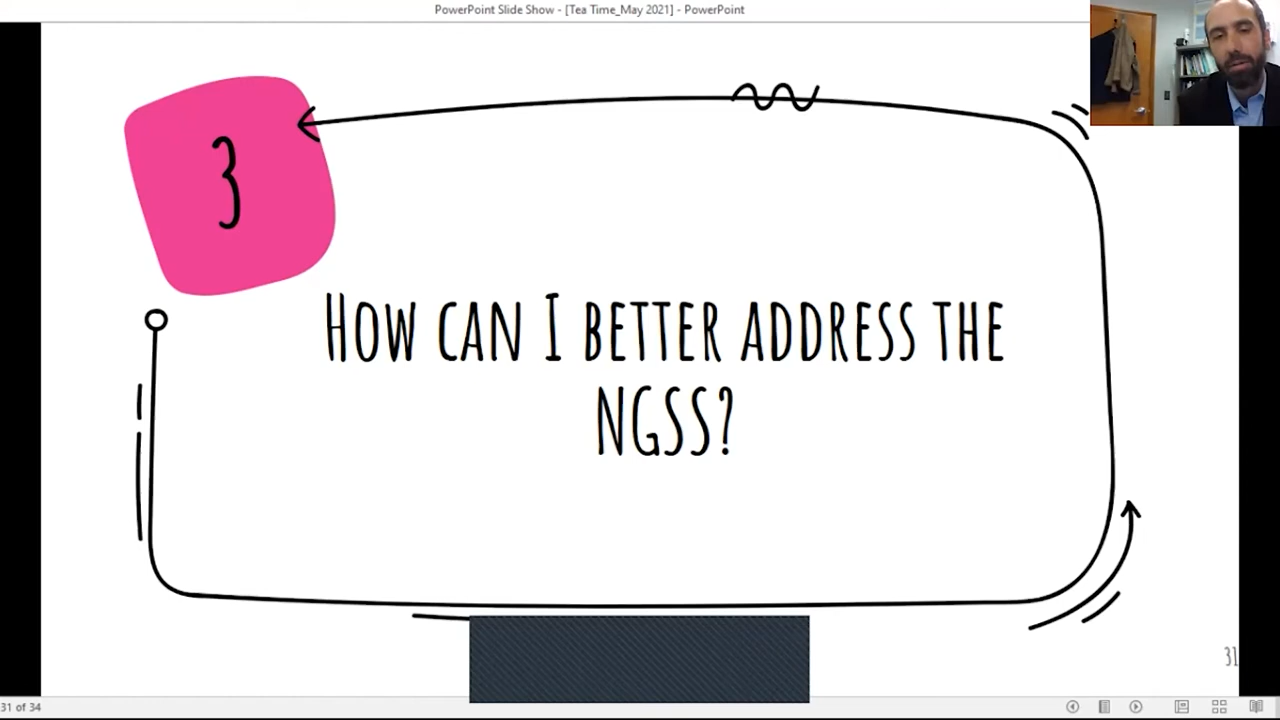 PowerPoint Slide Show - [Tea Time_May 2021] - PowerPoint
3
How can I better address the
NGSS?
31
31 of 34